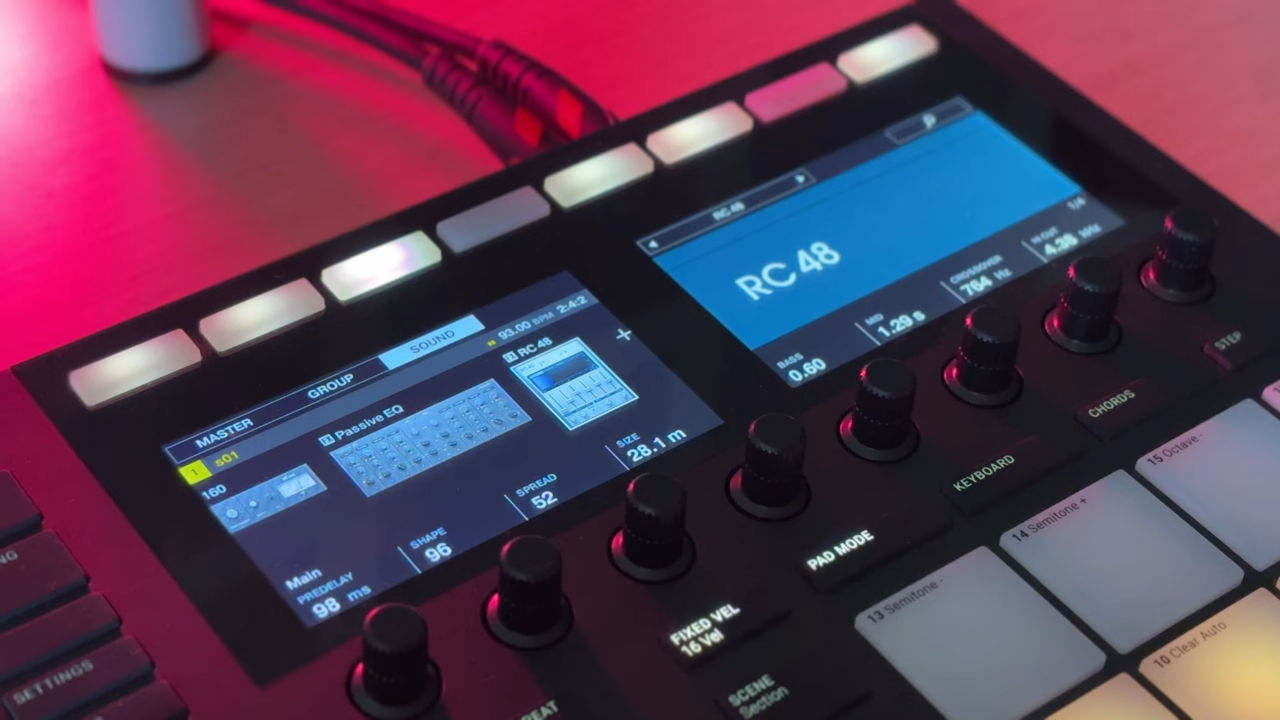 MASTER
GROUP
SOUND
1 s01
93.00 BPM 2:4:2
160
1 Passive EQ
1 RC 48
+
Main
PREDELAY
98 ms
SHAPE
96
SPREAD
52
SIZE
28.1 m
RC 48
RC 48
1/4
BASS
0.60
MID
1.29 s
CROSSOVER
764 Hz
HI CUT
4.38 kHz
STEP
CHORDS
KEYBOARD
PAD MODE
FIXED VEL
16 Vel
SCENE
Section
15 Octave -
14 Semitone +
13 Semitone -
10 Clear Auto
SETTINGS